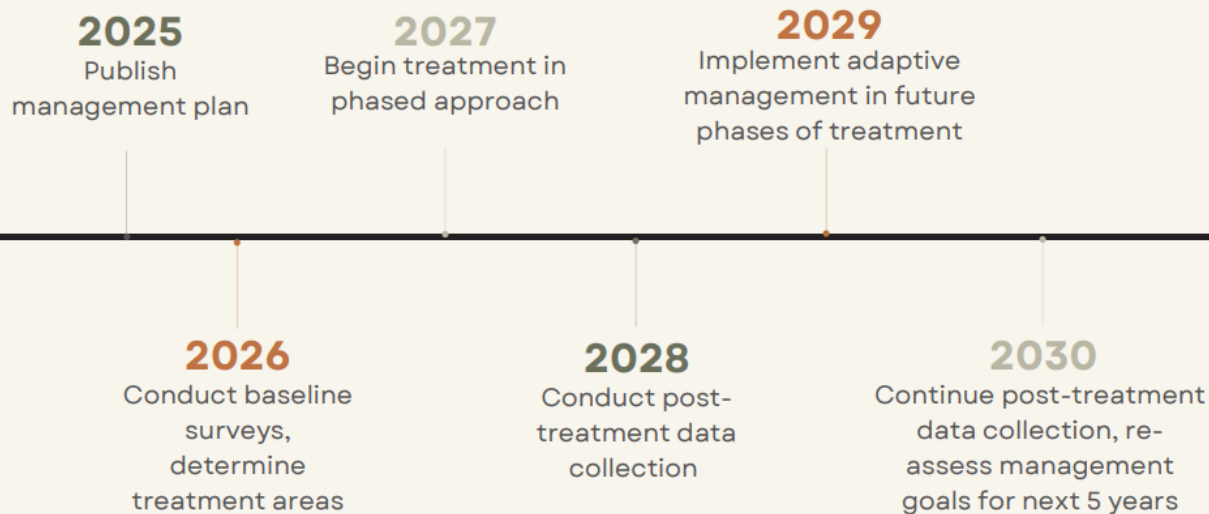 2025
Publish
management plan
2026
Conduct baseline
surveys,
determine
treatment areas
2027
Begin treatment in
phased approach
2028
Conduct post-
treatment data
collection
2029
Implement adaptive
management in future
phases of treatment
2030
Continue post-treatment
data collection, re-
assess management
goals for next 5 years